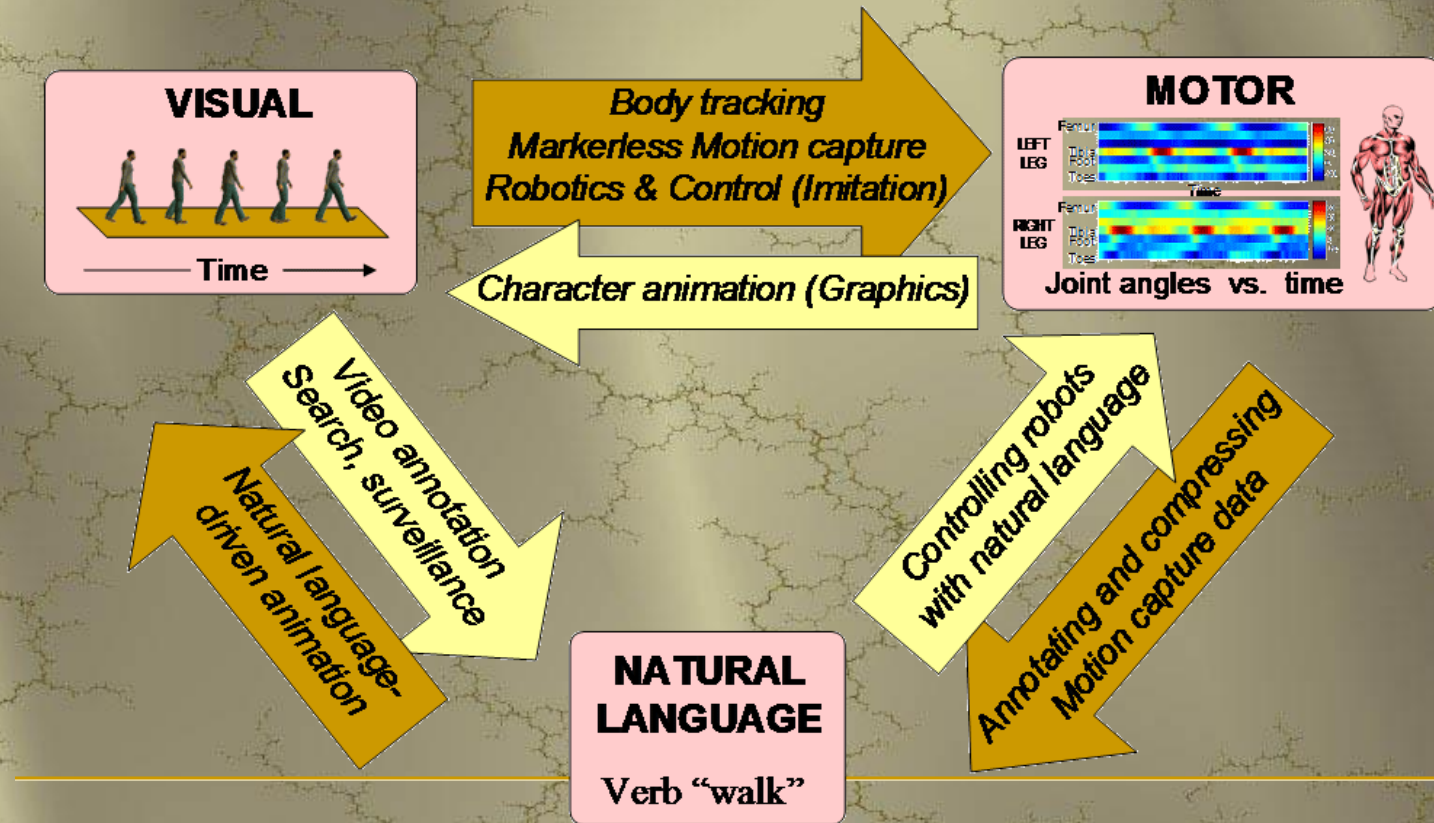 VISUAL
Time
Body tracking
Markerless Motion capture
Robotics & Control (Imitation)
Character animation (Graphics)
MOTOR
Femur
LEFT
LEG
Tibia
Foot
Toes
Time
Femur
RIGHT
LEG
Tibia
Foot
Toes
Joint angles vs. time
Video annotation
Search, surveillance
Natural language-
driven animation
Controlling robots
with natural language
Annotating and compressing
Motion capture data
NATURAL
LANGUAGE
Verb “walk”